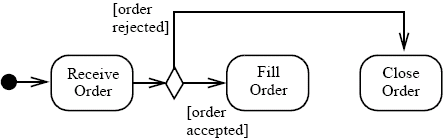 [order
rejected]
Receive
Order
Fill
Order
Close
Order
[order
accepted]